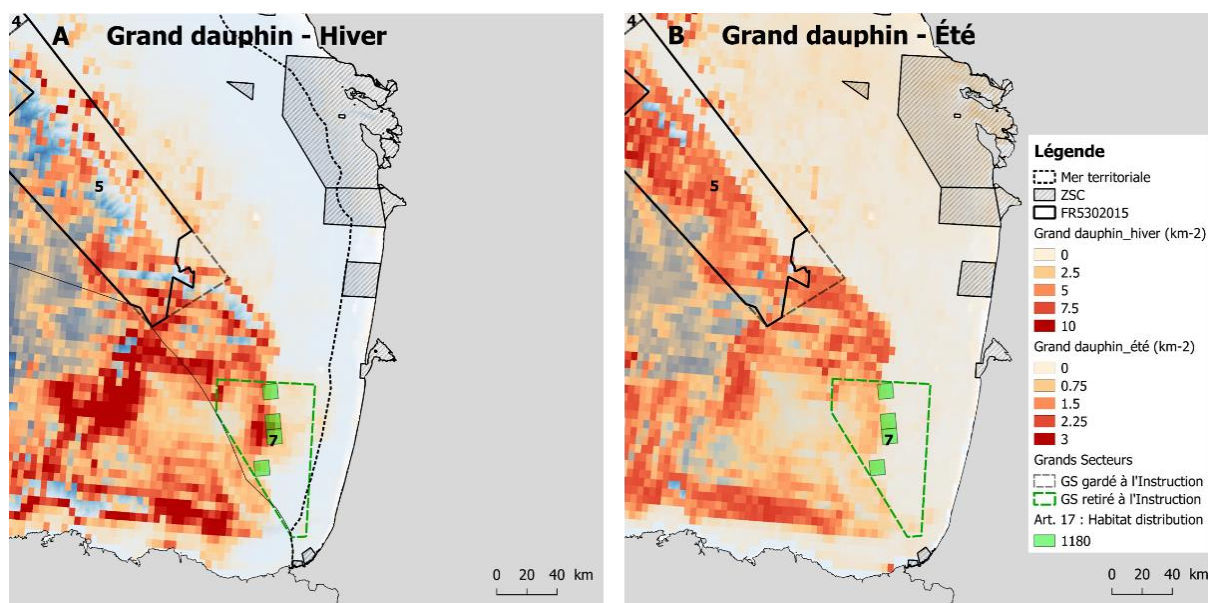 4
A Grand dauphin - Hiver
5
7
0 20 40 km
B Grand dauphin - Été
5
7
0 20 40 km
Légende
Mer territoriale
ZSC
FR5302015
Grand dauphin_hiver (km-2)
0
2.5
5
7.5
10
Grand dauphin_été (km-2)
0
0.75
1.5
2.25
3
Grands Secteurs
GS gardé à l'Instruction
GS retiré à l'Instruction
Art. 17 : Habitat distribution
1180